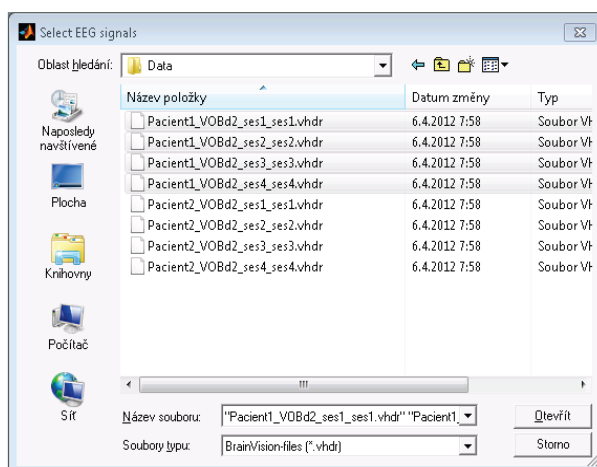 Select EEG signals
Oblast hledání: Data
Název položky Datum změny Typ
Naposledy navštívené
Plocha
Knihovny
Počítač
Síť
Pacient1_VOBd2_ses1_ses1.vhdr 6.4.2012 7:58 Soubor VH
Pacient1_VOBd2_ses2_ses2.vhdr 6.4.2012 7:58 Soubor VH
Pacient1_VOBd2_ses3_ses3.vhdr 6.4.2012 7:58 Soubor VH
Pacient1_VOBd2_ses4_ses4.vhdr 6.4.2012 7:58 Soubor VH
Pacient2_VOBd2_ses1_ses1.vhdr 6.4.2012 7:58 Soubor VH
Pacient2_VOBd2_ses2_ses2.vhdr 6.4.2012 7:58 Soubor VH
Pacient2_VOBd2_ses3_ses3.vhdr 6.4.2012 7:58 Soubor VH
Pacient2_VOBd2_ses4_ses4.vhdr 6.4.2012 7:58 Soubor VH
Název souboru: "Pacient1_VOBd2_ses1_ses1.vhdr" "Pacient1_ Otevřít
Soubory typu: BrainVision-files (*.vhdr) Storno